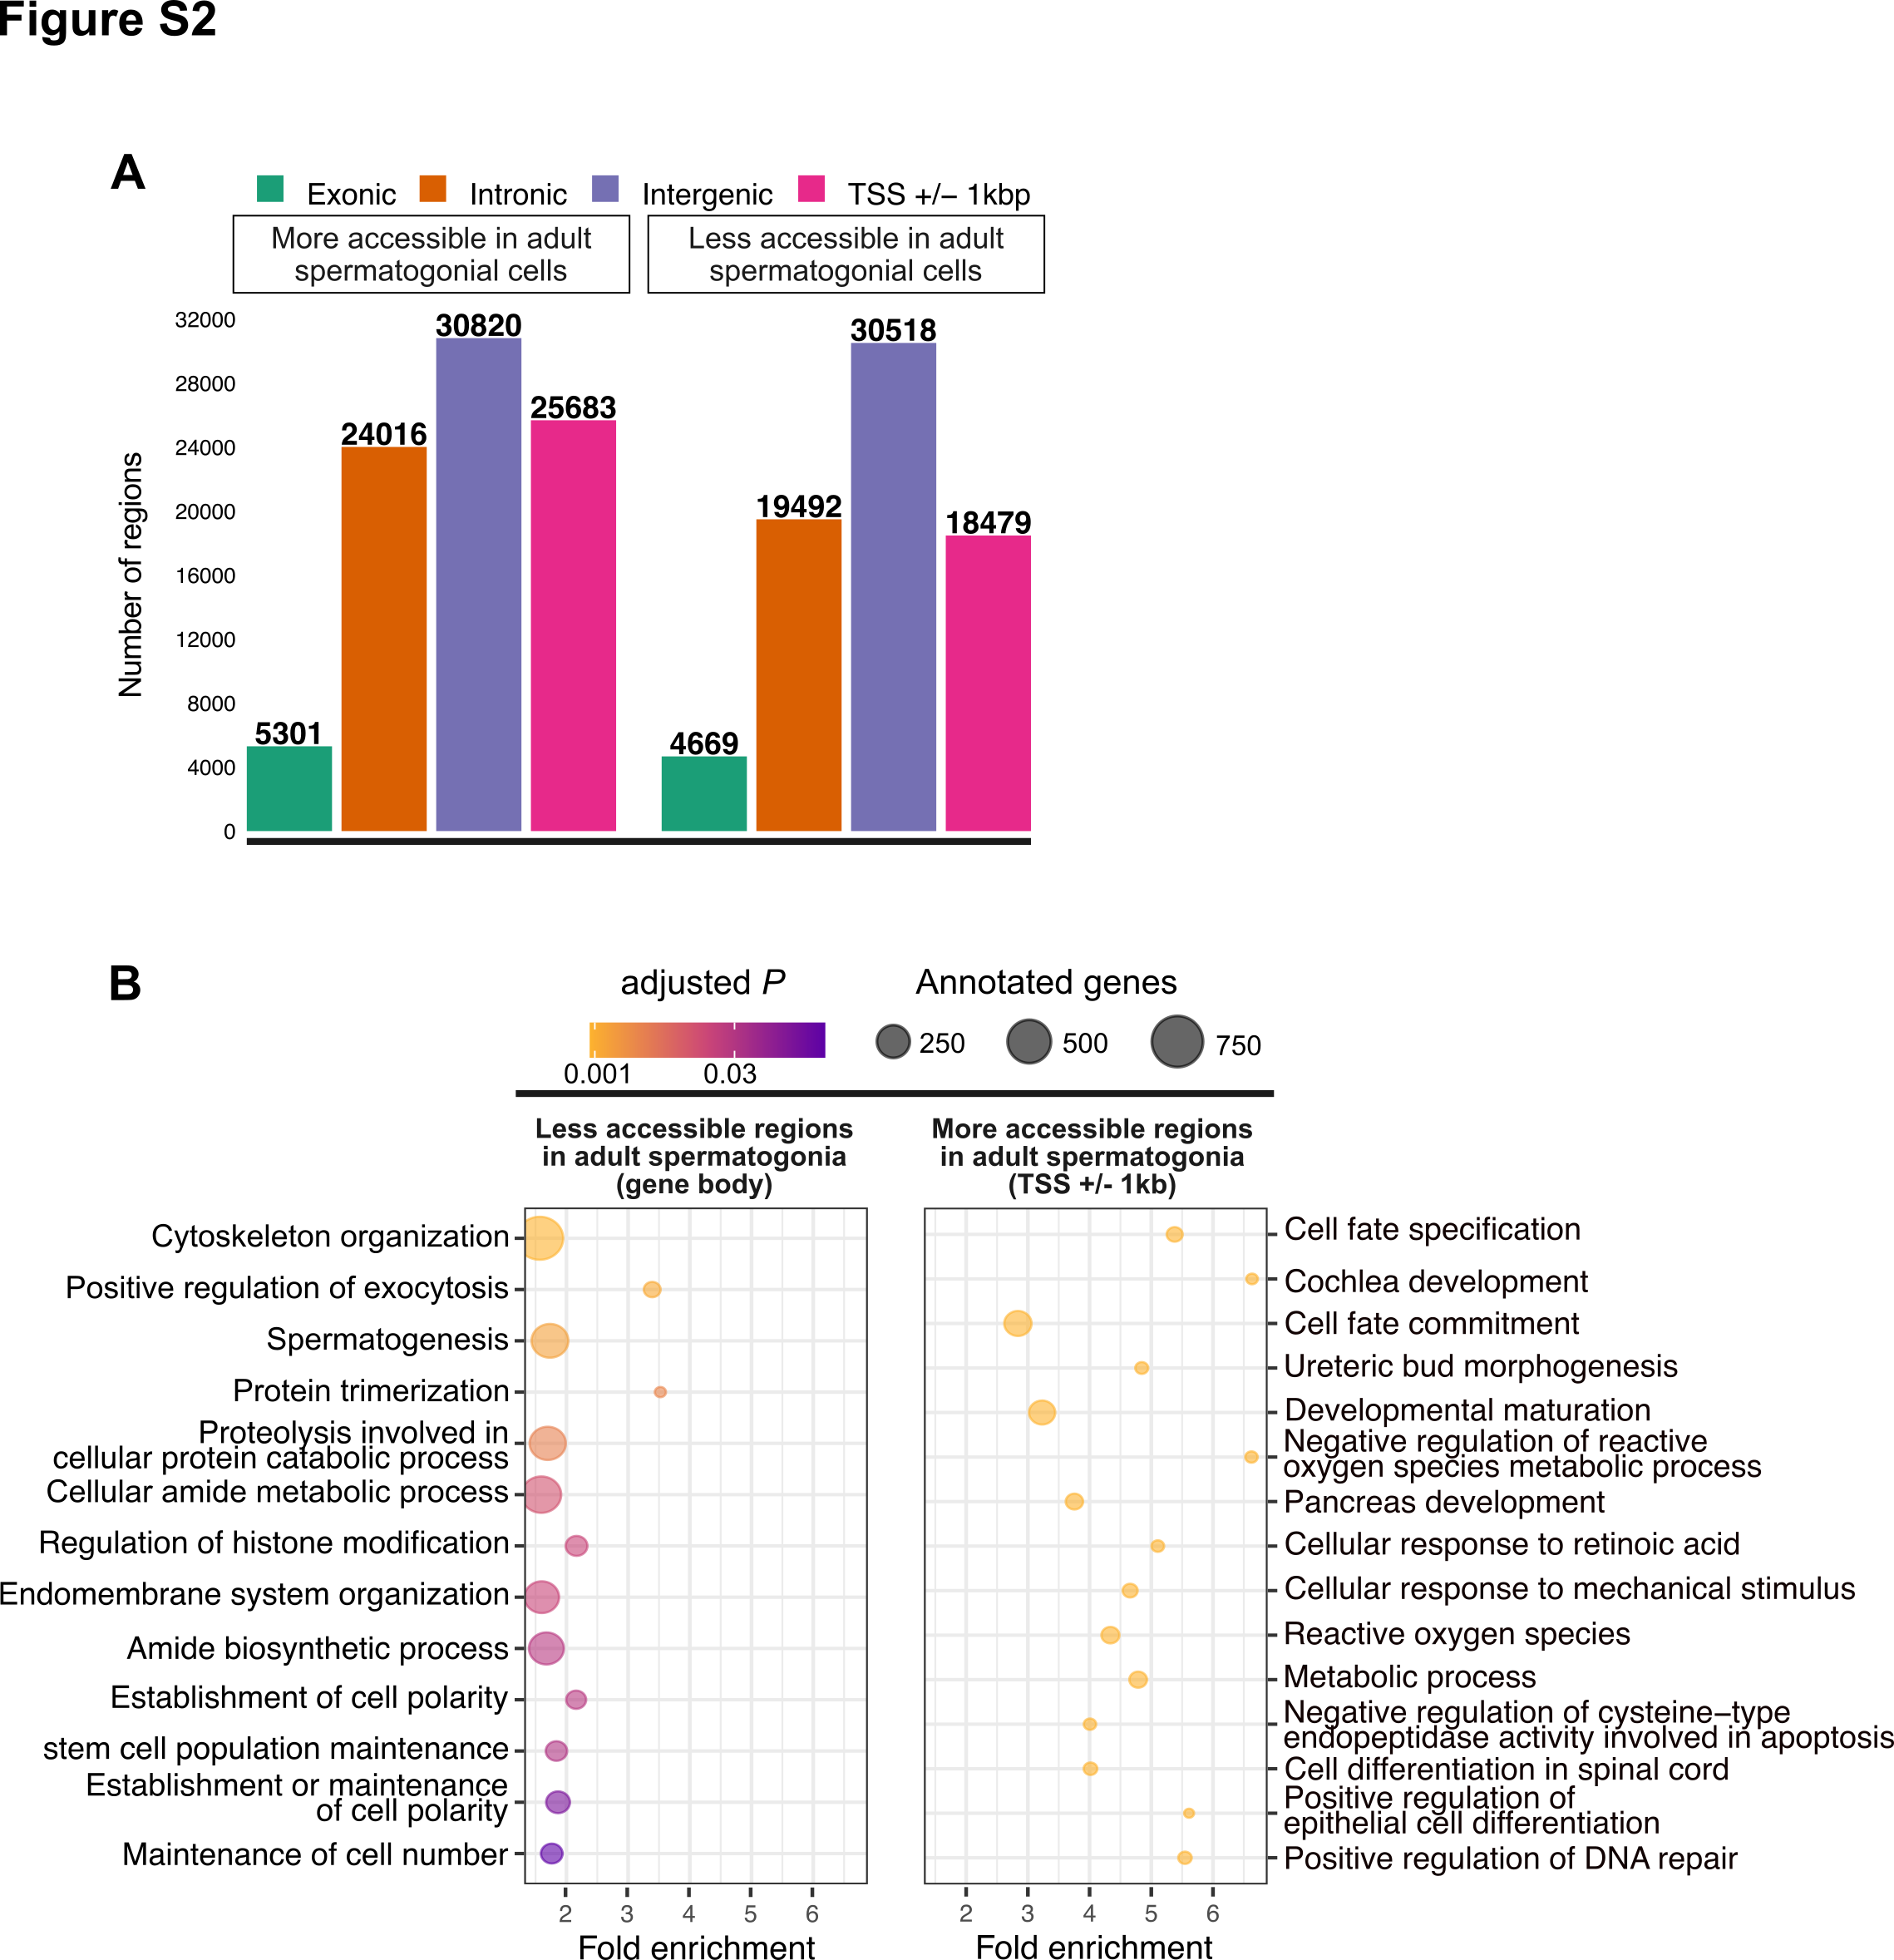 Figure S2
A
Exonic Intronic Intergenic TSS +/− 1kbp
More accessible in adult
spermatogonial cells
Less accessible in adult
spermatogonial cells
Number of regions
32000
28000
24000
20000
16000
12000
8000
4000
0
5301
24016
30820
25683
4669
19492
30518
18479
B
adjusted P
0.001 0.03
Annotated genes
250 500 750
Less accessible regions
in adult spermatogonia
(gene body)
More accessible regions
in adult spermatogonia
(TSS +/- 1kb)
Cytoskeleton organization
Positive regulation of exocytosis
Spermatogenesis
Protein trimerization
Proteolysis involved in
cellular protein catabolic process
Cellular amide metabolic process
Regulation of histone modification
Endomembrane system organization
Amide biosynthetic process
Establishment of cell polarity
stem cell population maintenance
Establishment or maintenance
of cell polarity
Maintenance of cell number
2 3 4 5 6
Fold enrichment
Cell fate specification
Cochlea development
Cell fate commitment
Ureteric bud morphogenesis
Developmental maturation
Negative regulation of reactive
oxygen species metabolic process
Pancreas development
Cellular response to retinoic acid
Cellular response to mechanical stimulus
Reactive oxygen species
Metabolic process
Negative regulation of cysteine−type
endopeptidase activity involved in apoptosis
Cell differentiation in spinal cord
Positive regulation of
epithelial cell differentiation
Positive regulation of DNA repair
2 3 4 5 6
Fold enrichment